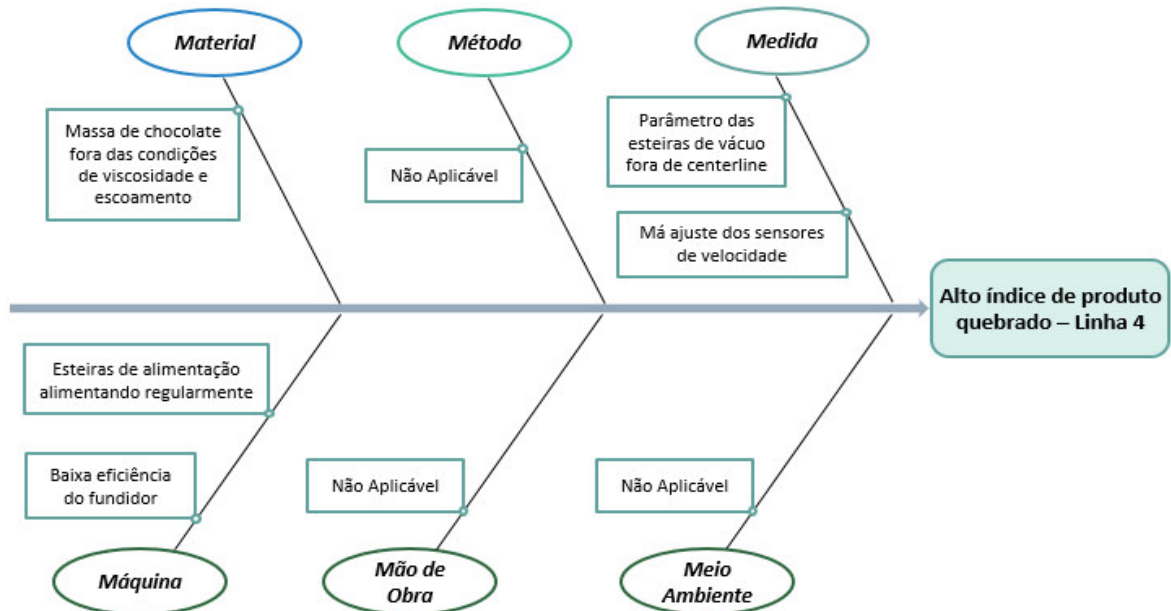 Material
Método
Medida
Massa de chocolate
fora das condições
de viscosidade e
escoamento
Não Aplicável
Parâmetro das
esteiras de vácuo
fora de centerline
Má ajuste dos sensores
de velocidade
Alto índice de produto
quebrado – Linha 4
Esteiras de alimentação
alimentando regularmente
Baixa eficiência
do fundidor
Não Aplicável
Não Aplicável
Máquina
Mão de
Obra
Meio
Ambiente